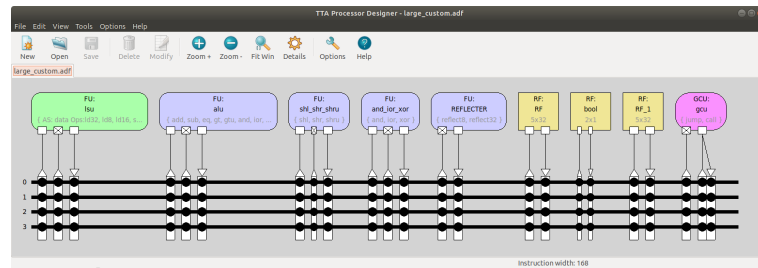 TTA Processor Designer - large_custom.adf
File Edit View Tools Options Help
New Open Save Delete Modify Zoom + Zoom - Fit Win Details Options Help
large_custom.adf
FU: FU: FU: FU: FU: RF: RF: RF: GCU:
lsu alu shl_shr_shru and_ior_xor REFLECTER RF bool RF_1 gcu
{ AS: data Ops:ld32, ld8, ld16, s... { add, sub, eq, gt, gtu, and, ior, ... { shl, shr, shru } { and, ior, xor } { reflect8, reflect32 } 5x32 2x1 5x32 { jump, call }
0
1
2
3
Instruction width: 168